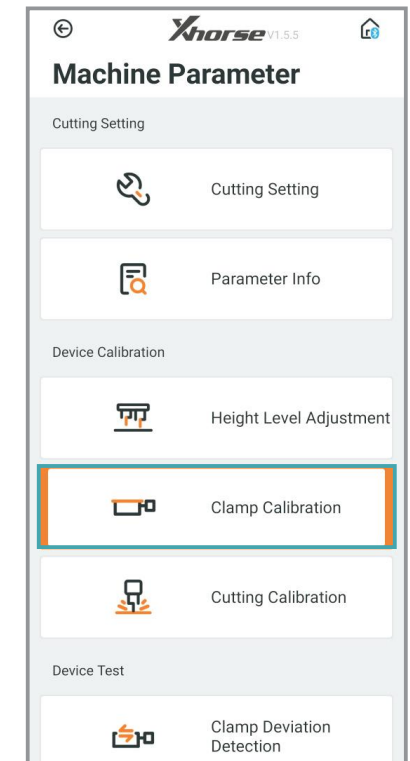 Xhorse V1.5.5
Machine Parameter
Cutting Setting
Cutting Setting
Parameter Info
Device Calibration
Height Level Adjustment
Clamp Calibration
Cutting Calibration
Device Test
Clamp Deviation
Detection